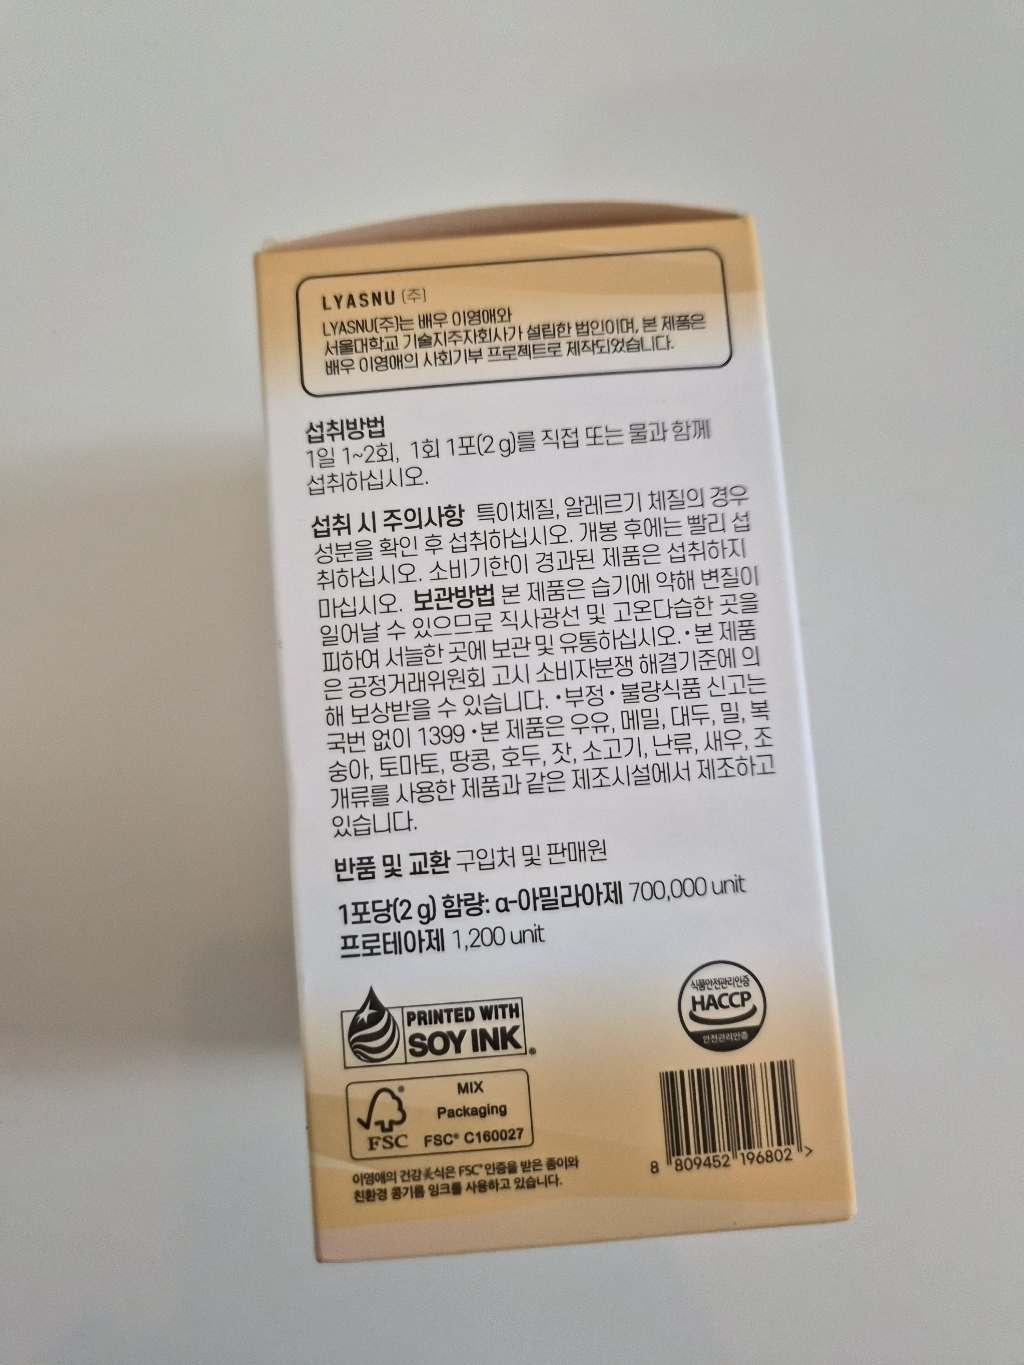 LYASNU (주)
LYASNU(주)는 배우 이영애와
서울대학교 기술지주자회사가 설립한 법인이며, 본 제품은
배우 이영애의 사회기부 프로젝트로 제작되었습니다.
섭취방법
1일 1~2회, 1회 1포(2 g)를 직접 또는 물과 함께
섭취하십시오.
섭취 시 주의사항 특이체질, 알레르기 체질의 경우
성분을 확인 후 섭취하십시오. 개봉 후에는 빨리 섭
취하십시오. 소비기한이 경과된 제품은 섭취하지
마십시오. 보관방법 본 제품은 습기에 약해 변질이
일어날 수 있으므로 직사광선 및 고온다습한 곳을
피하여 서늘한 곳에 보관 및 유통하십시오. • 본 제품
은 공정거래위원회 고시 소비자분쟁 해결기준에 의
해 보상받을 수 있습니다. • 부정 • 불량식품 신고는
국번 없이 1399 • 본 제품은 우유, 메밀, 대두, 밀, 복
숭아, 토마토, 땅콩, 호두, 잣, 소고기, 난류, 새우, 조
개류를 사용한 제품과 같은 제조시설에서 제조하고
있습니다.
반품 및 교환 구입처 및 판매원
1포당(2 g) 함량: α-아밀라아제 700,000 unit
프로테아제 1,200 unit
PRINTED WITH
SOY INK®
식품안전관리인증
HACCP
안전관리인증
MIX
Packaging
FSC
FSC® C160027
이영애의 건강美식은 FSC® 인증을 받은 종이와
친환경 콩기름 잉크를 사용하고 있습니다.
8 809452 196802 >